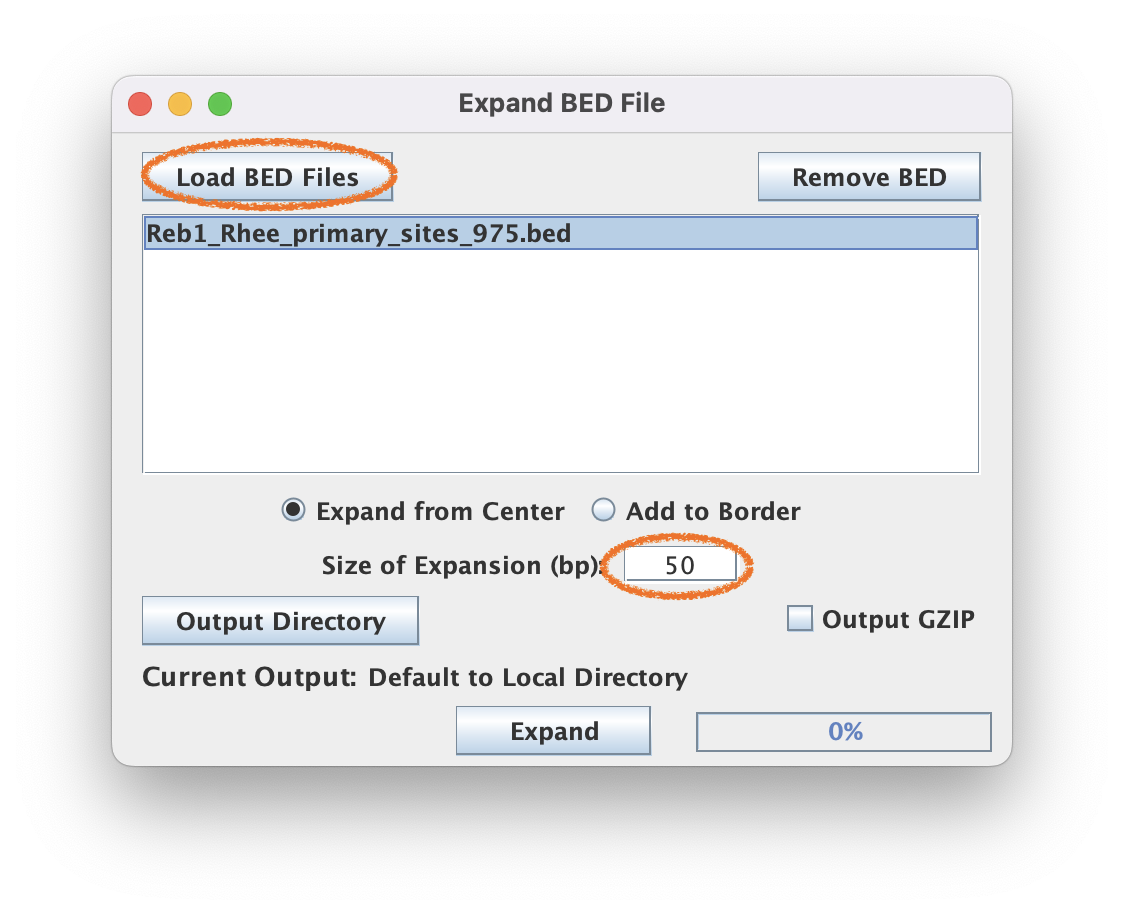 Expand BED File
Load BED Files
Remove BED
Reb1_Rhee_primary_sites_975.bed
Expand from Center
Add to Border
Size of Expansion (bp):
50
Output Directory
Output GZIP
Current Output: Default to Local Directory
Expand
0%